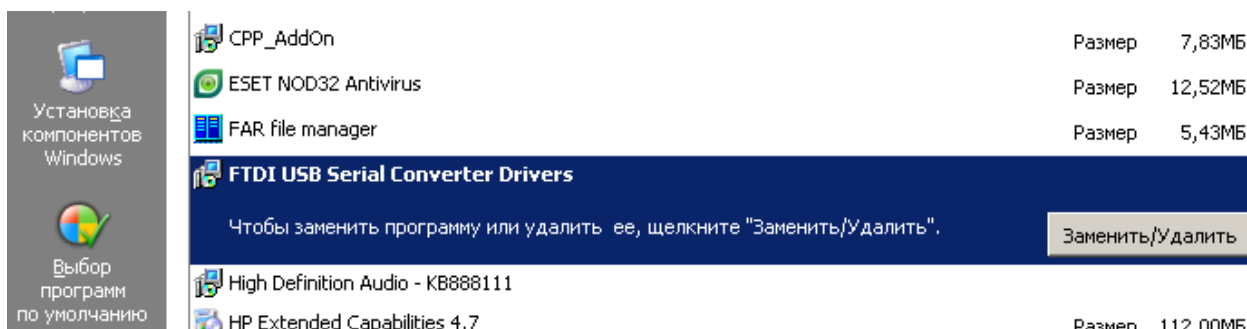 CPP_AddOn Размер 7,83МБ
ESET NOD32 Antivirus Размер 12,52МБ
FAR file manager Размер 5,43МБ
FTDI USB Serial Converter Drivers
Чтобы заменить программу или удалить ее, щелкните "Заменить/Удалить".
Заменить/Удалить
High Definition Audio - KB888111
HP Extended Capabilities 4.7 Размер 112,00МБ
Установка
компонентов
Windows
Выбор
программ
по умолчанию